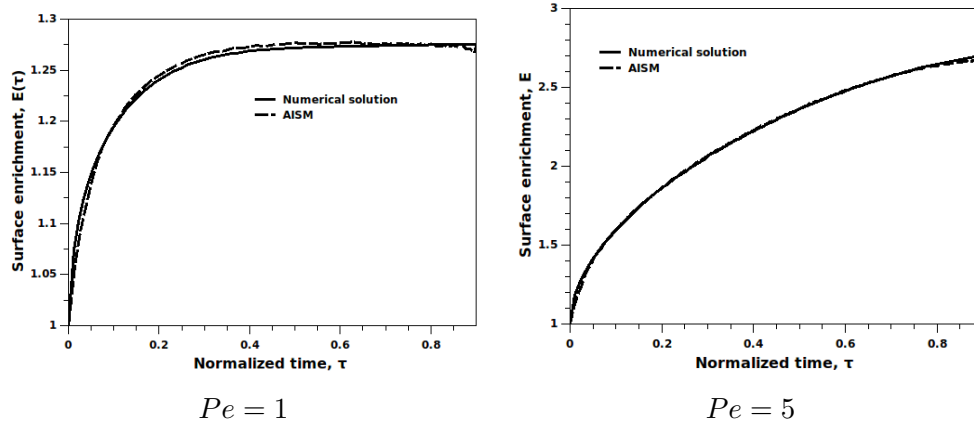 1.3
1.25
1.2
1.15
1.1
1.05
1
Surface enrichment, E(τ)
Numerical solution
AISM
0 0.2 0.4 0.6 0.8
Normalized time, τ
Pe = 1
3
2.5
2
1.5
1
Surface enrichment, E
Numerical solution
AISM
0 0.2 0.4 0.6 0.8
Normalized time, τ
Pe = 5